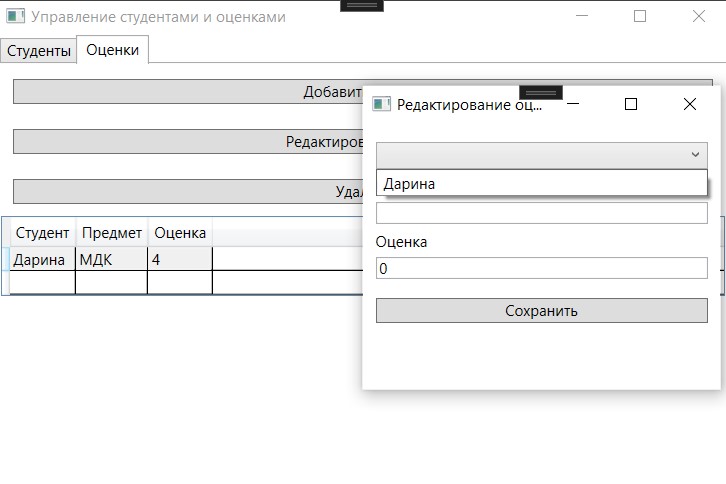 Управление студентами и оценками
Студенты Оценки
Добавит
Редактиров
Удал
Студент Предмет Оценка
Дарина МДК 4
Редактирование оц...
Дарина
Оценка
0
Сохранить